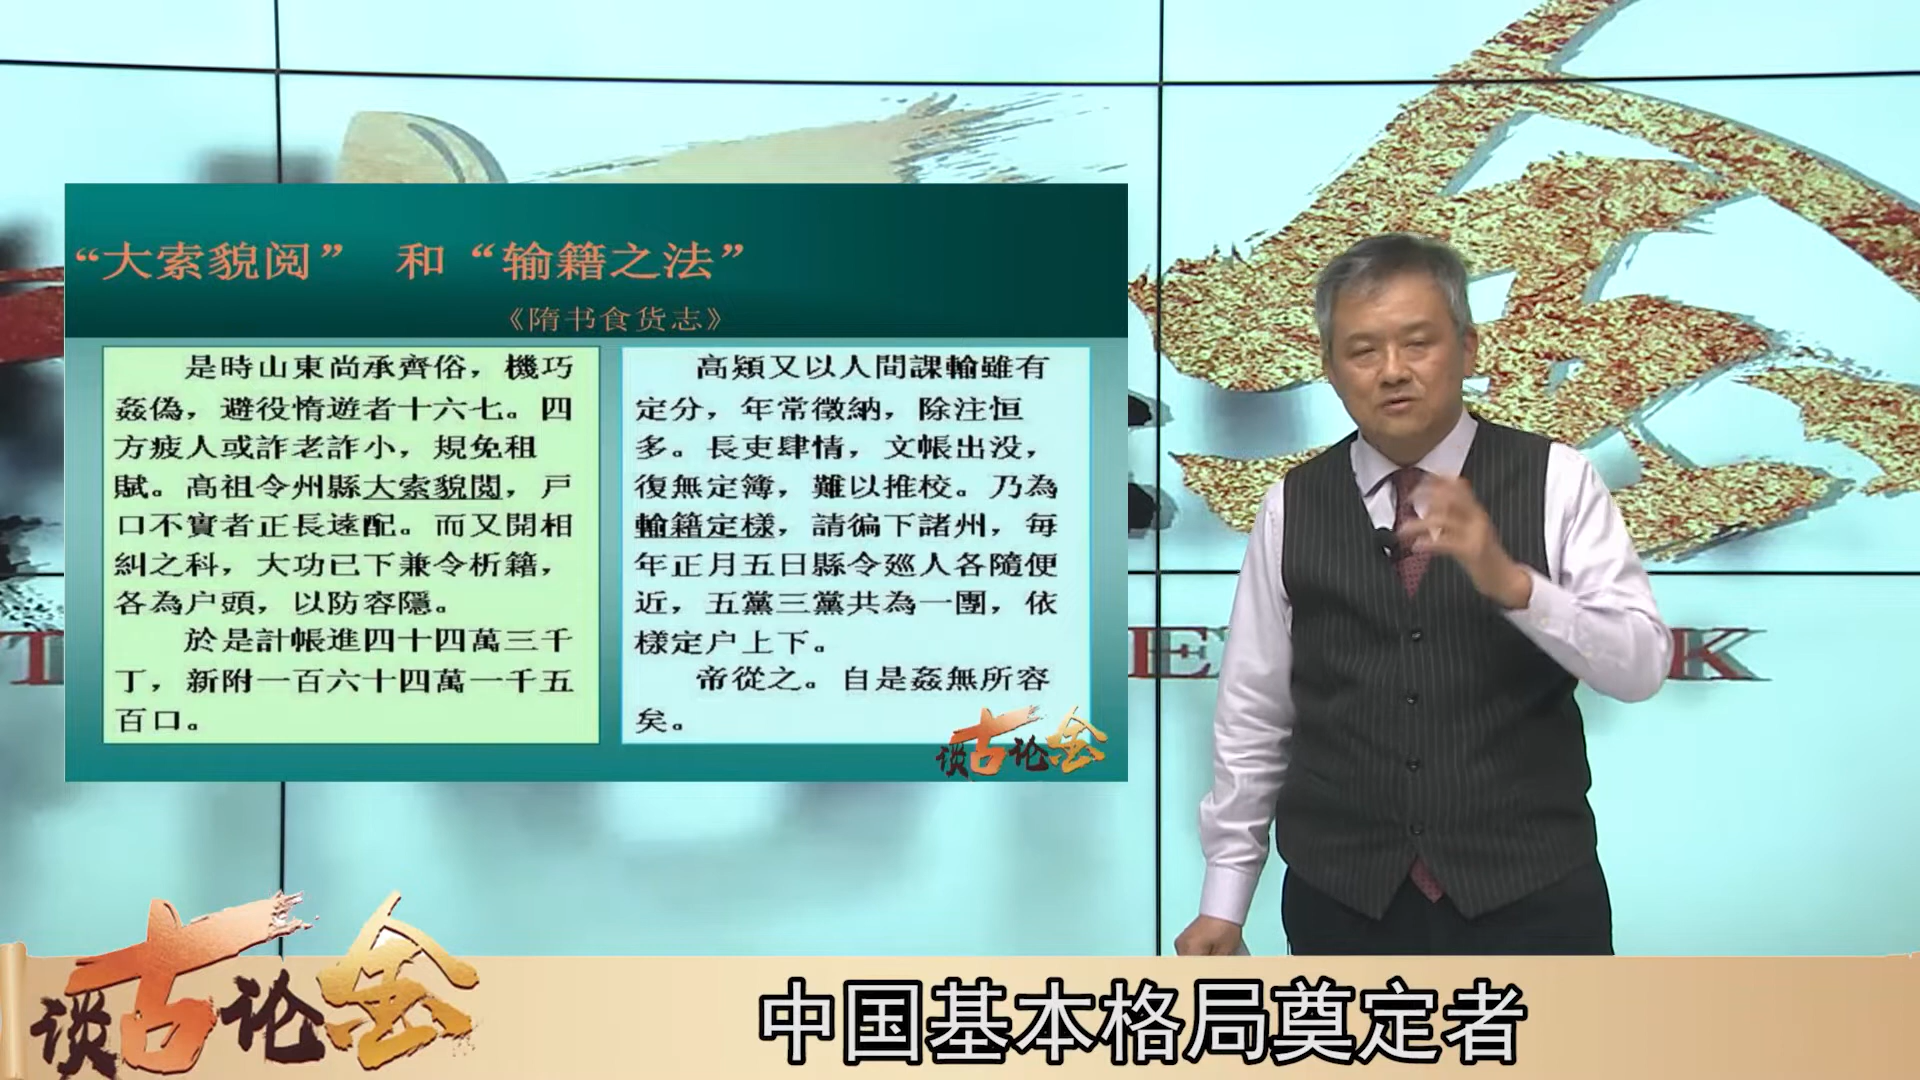 “大索貌阅” 和“输籍之法”
《隋书食货志》
是時山東尚承齊俗，機巧
姦偽，避役惰遊者十六七。四
方疲人或詐老詐小，規免租
賦。高祖令州縣大索貌閱，戸
口不實者正長遠配。而又開相
糾之科，大功已下兼令析籍，
各為户頭，以防容隱。
於是計帳進四十四萬三千
丁，新附一百六十四萬一千五
百口。
高熲又以人間課輸雖有
定分，年常徵納，除注恒
多。長吏肆情，文帳出没，
復無定簿，難以推校。乃為
輸籍定樣，請徧下諸州，每
年正月五日縣令廵人各隨便
近，五黨三黨共為一團，依
樣定户上下。
帝從之。自是姦無所容
矣。
谈古论金
谈古论金
中国基本格局奠定者